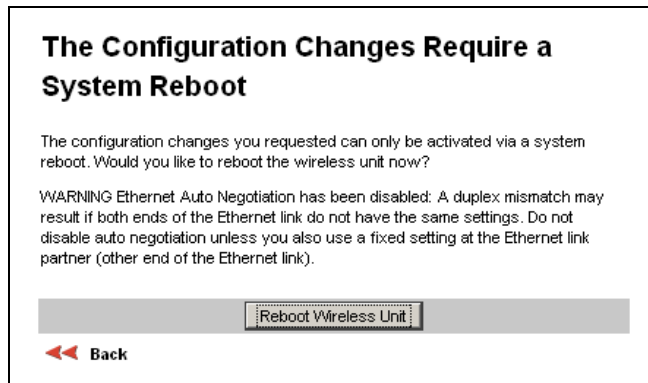 The Configuration Changes Require a
System Reboot
The configuration changes you requested can only be activated via a system
reboot. Would you like to reboot the wireless unit now?
WARNING Ethernet Auto Negotiation has been disabled: A duplex mismatch may
result if both ends of the Ethernet link do not have the same settings. Do not
disable auto negotiation unless you also use a fixed setting at the Ethernet link
partner (other end of the Ethernet link).
Reboot Wireless Unit
Back